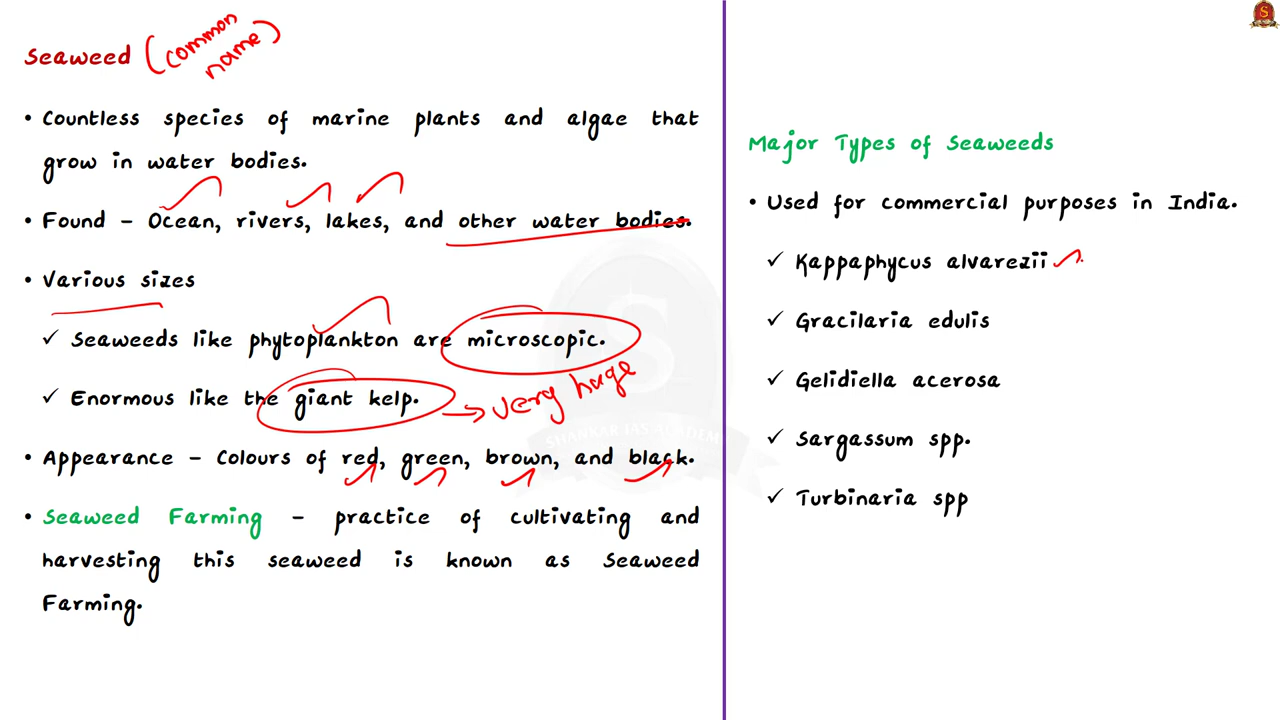 Seaweed (common name)
• Countless species of marine plants and algae that
grow in water bodies.
• Found – Ocean, rivers, lakes, and other water bodies.
• Various sizes
✓ Seaweeds like phytoplankton are microscopic.
✓ Enormous like the giant kelp. → very huge
• Appearance – Colours of red, green, brown, and black.
• Seaweed Farming – practice of cultivating and
harvesting this seaweed is known as Seaweed
Farming.
Major Types of Seaweeds
• Used for commercial purposes in India.
✓ Kappaphycus alvarezii
✓ Gracilaria edulis
✓ Gelidiella acerosa
✓ Sargassum spp.
✓ Turbinaria spp
SHANKAR IAS ACADEMY
S